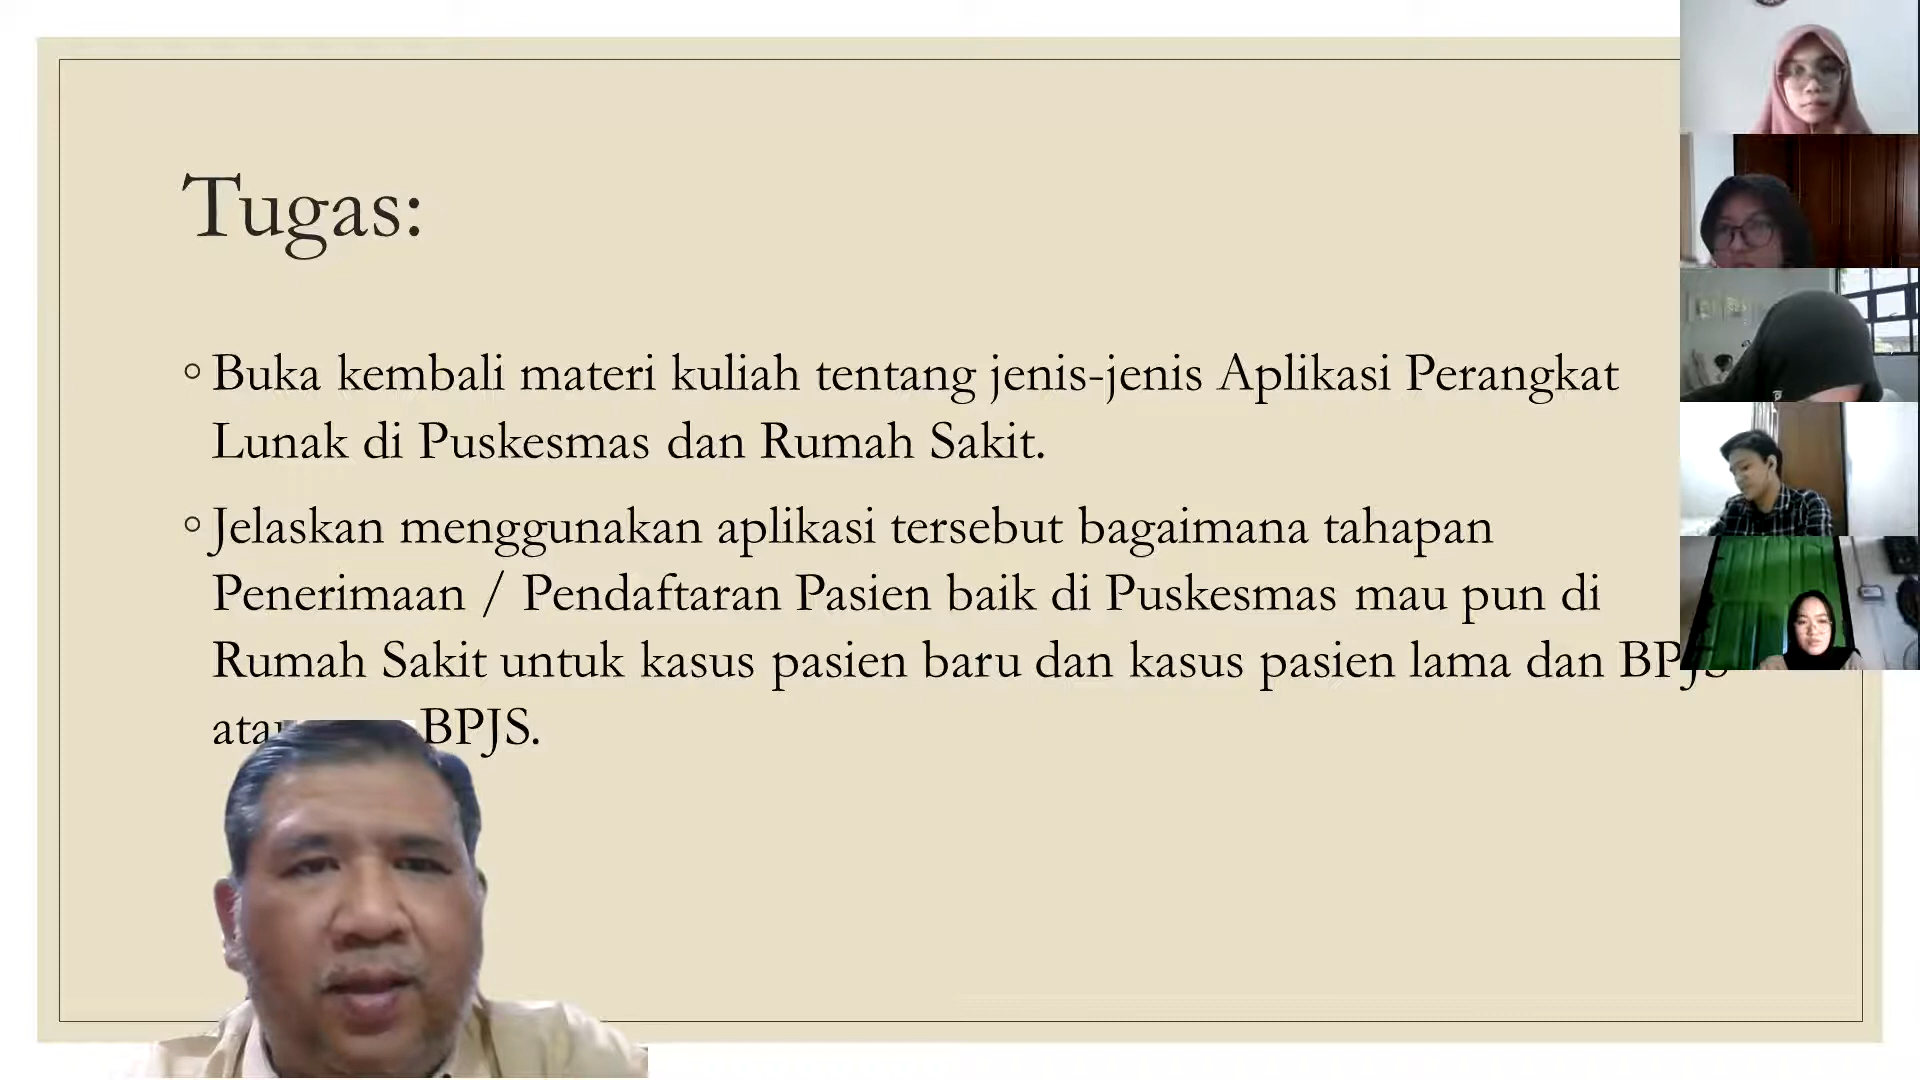 Tugas:
◦ Buka kembali materi kuliah tentang jenis-jenis Aplikasi Perangkat
Lunak di Puskesmas dan Rumah Sakit.
◦ Jelaskan menggunakan aplikasi tersebut bagaimana tahapan
Penerimaan / Pendaftaran Pasien baik di Puskesmas mau pun di
Rumah Sakit untuk kasus pasien baru dan kasus pasien lama dan BPJS
BPJS.